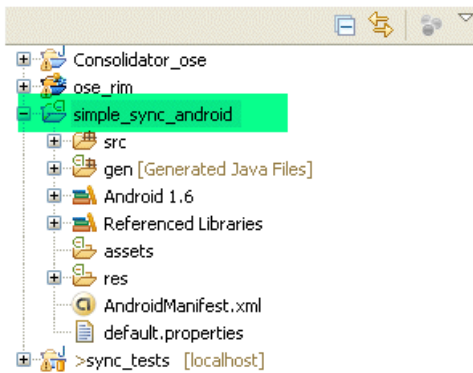 Consolidator_ose
ose_rim
simple_sync_android
src
gen [Generated Java Files]
Android 1.6
Referenced Libraries
assets
res
AndroidManifest.xml
default.properties
>sync_tests [localhost]